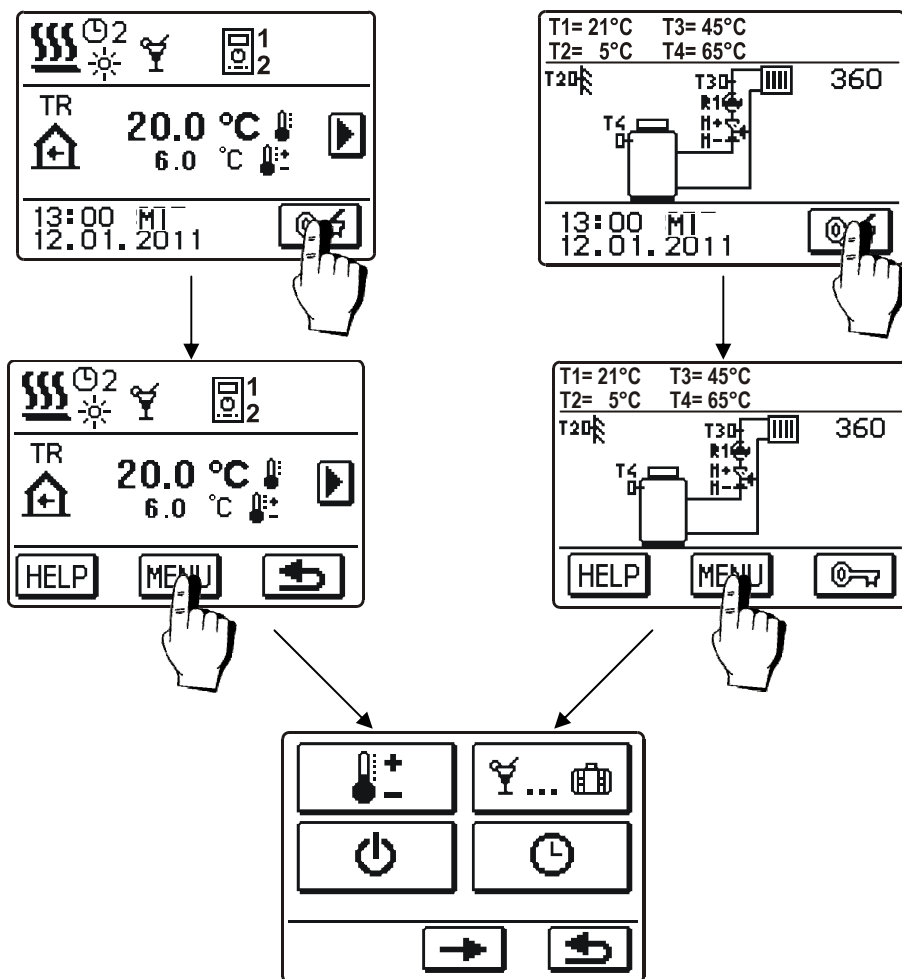 2
1
2
TR
20.0 °C
6.0 °C
13:00 MI
12.01.2011
T1= 21°C T3= 45°C
T2= 5°C T4= 65°C
T2
T3
360
R1
T4
M+
M-
13:00 MI
12.01.2011
2
1
2
TR
20.0 °C
6.0 °C
HELP MENU
T1= 21°C T3= 45°C
T2= 5°C T4= 65°C
T2
T3
360
R1
T4
M+
M-
HELP MENU
+
-
...